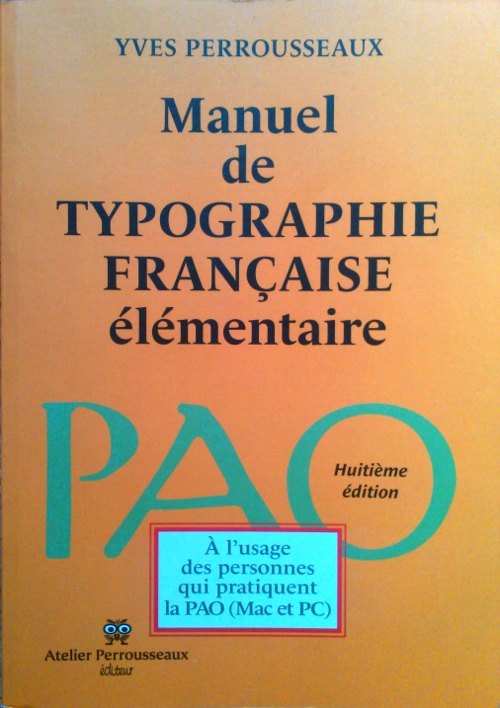 YVES PERROUSSEAUX
Manuel
de
TYPOGRAPHIE
FRANÇAISE
élémentaire
PAO
Huitième
édition
À l'usage
des personnes
qui pratiquent
la PAO (Mac et PC)
Atelier Perrousseaux
éditeur